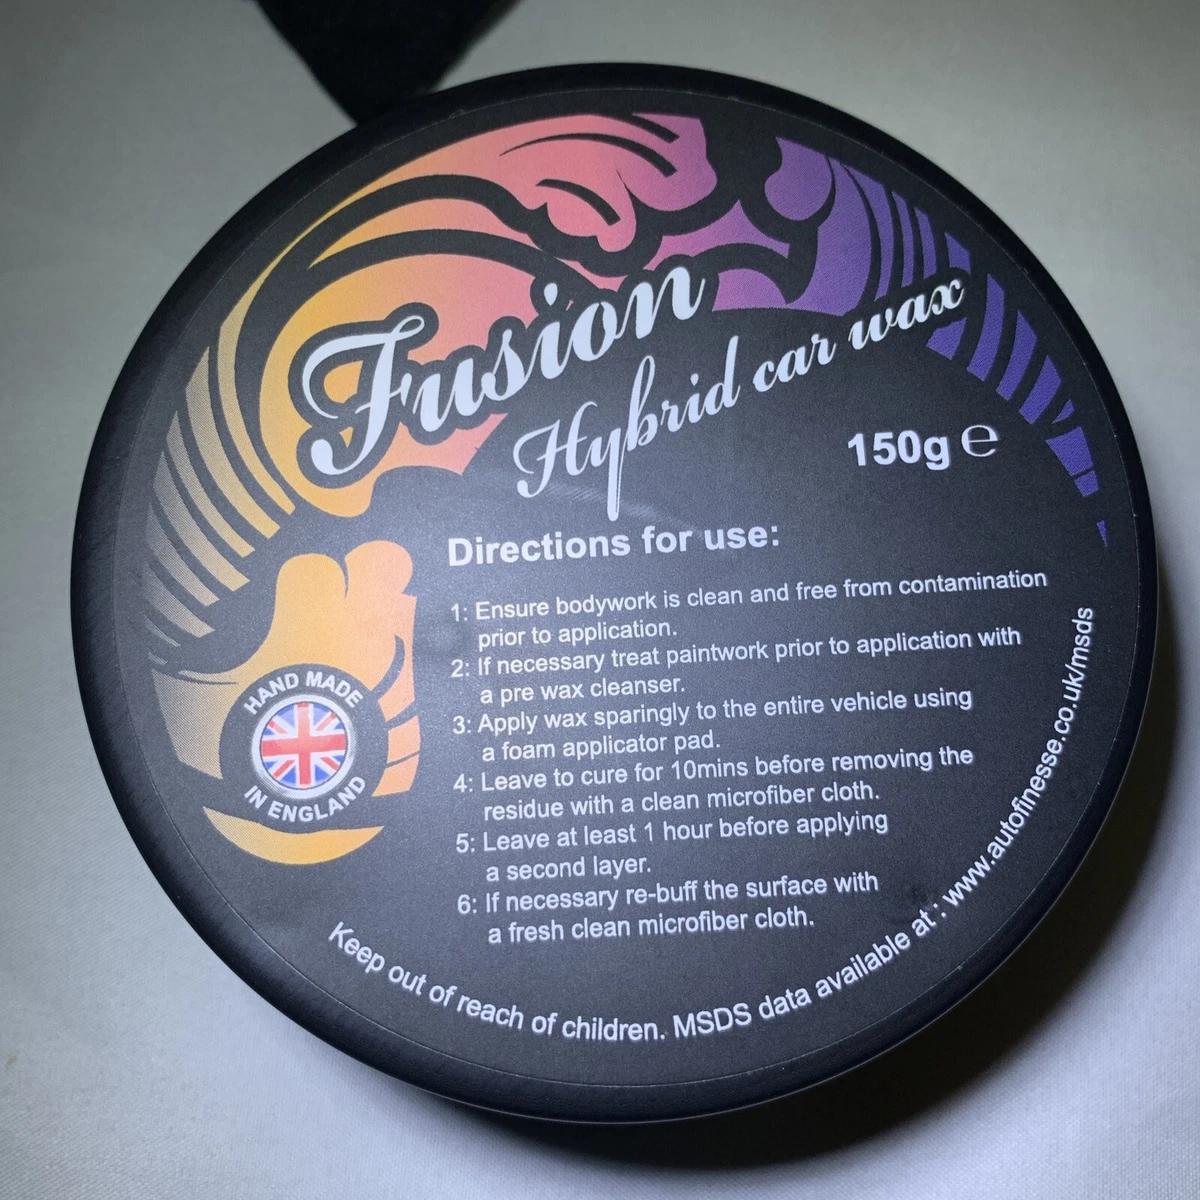 Fusion
Hybrid car wax
150g ℮
Directions for use:
1: Ensure bodywork is clean and free from contamination
prior to application.
2: If necessary treat paintwork prior to application with
a pre wax cleanser.
3: Apply wax sparingly to the entire vehicle using
a foam applicator pad.
4: Leave to cure for 10mins before removing the
residue with a clean microfiber cloth.
5: Leave at least 1 hour before applying
a second layer.
6: If necessary re-buff the surface with
a fresh clean microfiber cloth.
HAND MADE
IN ENGLAND
Keep out of reach of children. MSDS data available at : www.autofinesse.co.uk/msds